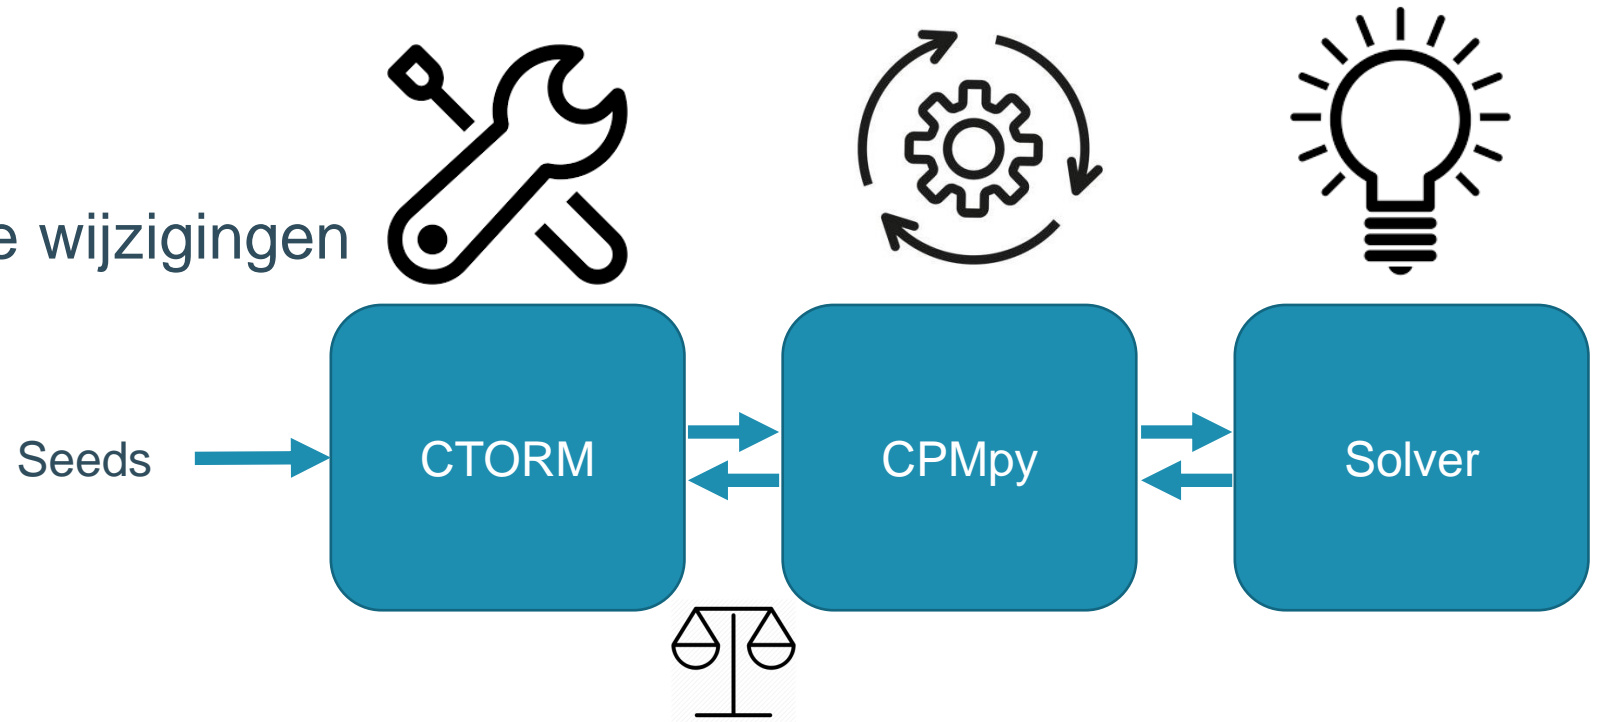 e wijzigingen
Seeds
CTORM
CPMpy
Solver